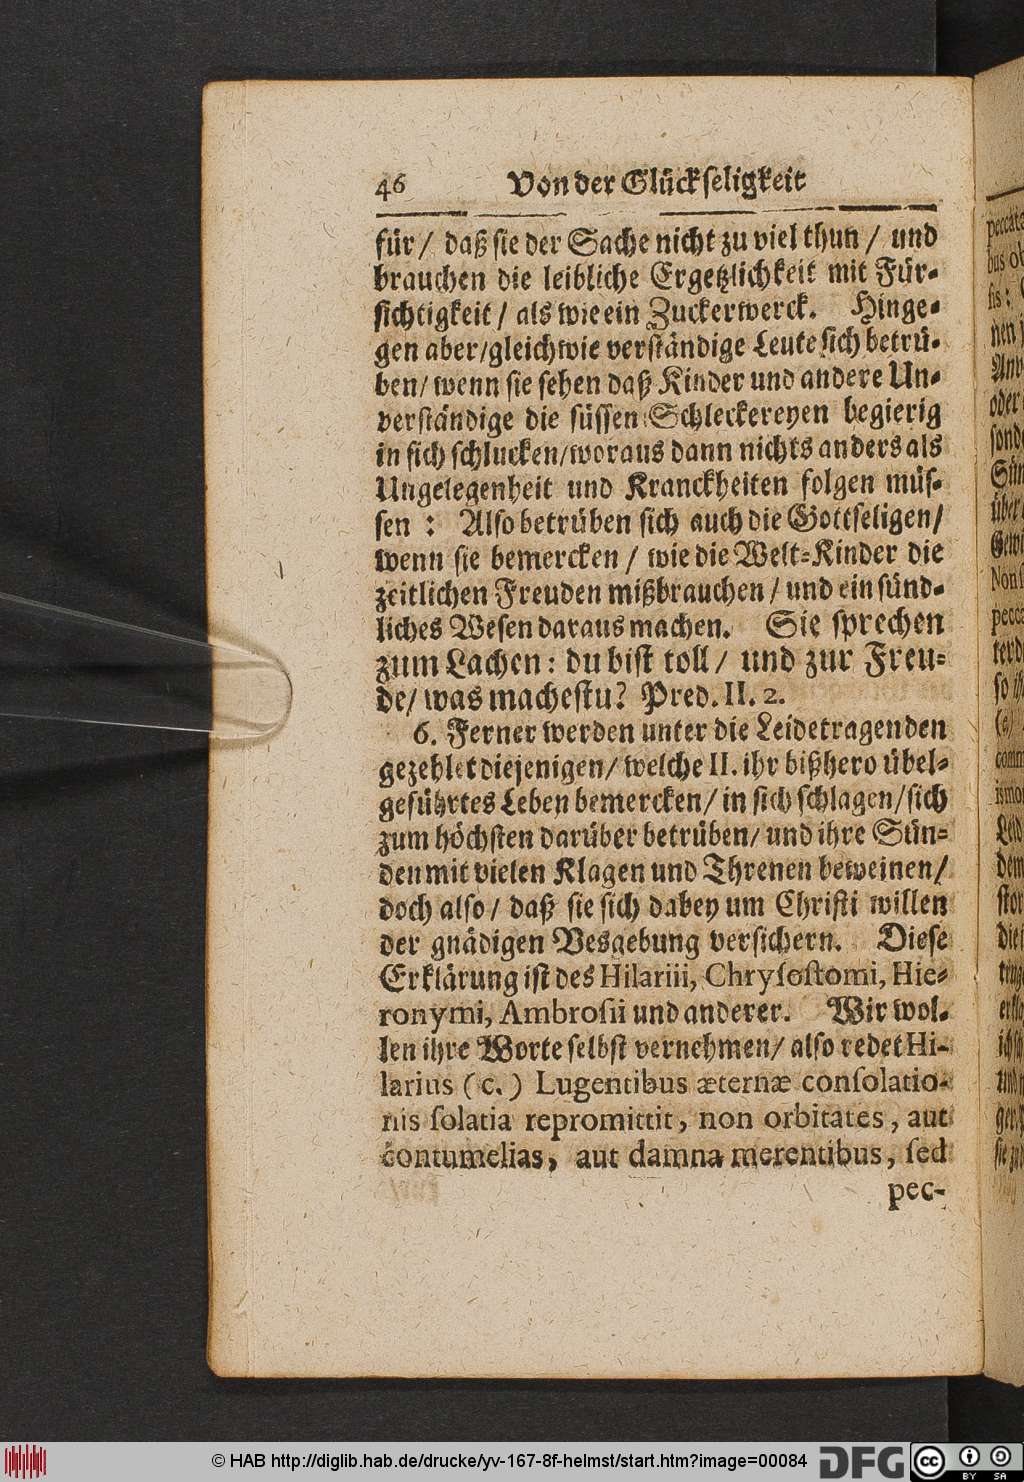 46 Von der Glückseligkeit
für/ daß sie der Sache nicht zu viel thun/ und
brauchen die leibliche Ergetzlichkeit mit Für-
sichtigkeit/ als wie ein Zuckerwerck. Hinge-
gen aber/gleichwie verständige Leute sich betrü-
ben/ wenn sie sehen daß Kinder und andere Un-
verständige die süssen Schleckereyen begierig
in sich schlucken/woraus dann nichts anders als
Ungelegenheit und Kranckheiten folgen müs-
sen: Also betrüben sich auch die Gottseligen/
wenn sie bemercken/ wie die Welt-Kinder die
zeitlichen Freuden mißbrauchen/ und ein sünd-
liches Wesen daraus machen. Sie sprechen
zum Lachen: du bist toll/ und zur Freu-
de/ was machestu? Pred. II. 2.
6. Ferner werden unter die Leidetragenden
gezehlet diejenigen/ welche II. ihr bißhero übel-
geführtes Leben bemercken/ in sich schlagen/sich
zum höchsten darüber betrüben/ und ihre Sün-
den mit vielen Klagen und Threnen beweinen/
doch also/ daß sie sich dabey um Christi willen
der gnädigen Vesgebung versichern. Diese
Erklärung ist des Hilariii, Chrysostomi, Hie-
ronymi, Ambrosii und anderer. Wir wol-
len ihre Worte selbst vernehmen/ also redet Hi-
larius (c.) Lugentibus æternæ consolatio-
nis solatia repromittit, non orbitates, aut
contumelias, aut damna merentibus, sed
pec-
© HAB http://diglib.hab.de/drucke/yv-167-8f-helmst/start.htm?image=00084 DFG cc BY SA